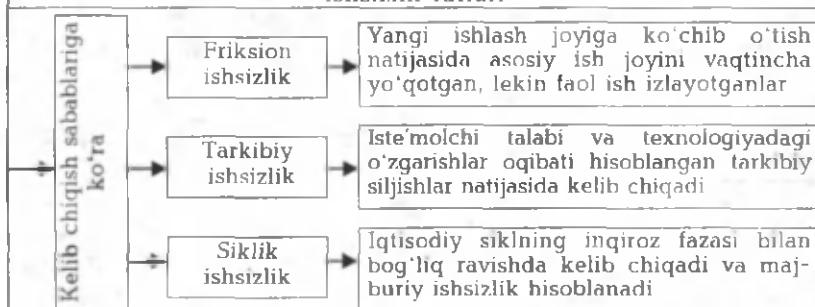 Kelib chiqish sabablariga
ko‘ra
Friksion
ishsizlik
Yangi ishlash joyiga ko‘chib o‘tish
natijasida asosiy ish joyini vaqtincha
yo‘qotgan, lekin faol ish izlayotganlar
Tarkibiy
ishsizlik
Iste’molchi talabi va texnologiyadagi
o‘zgarishlar oqibati hisoblangan tarkibiy
siljishlar natijasida kelib chiqadi
Siklik
ishsizlik
Iqtisodiy siklning inqiroz fazasi bilan
bog‘liq ravishda kelib chiqadi va maj-
buriy ishsizlik hisoblanadi